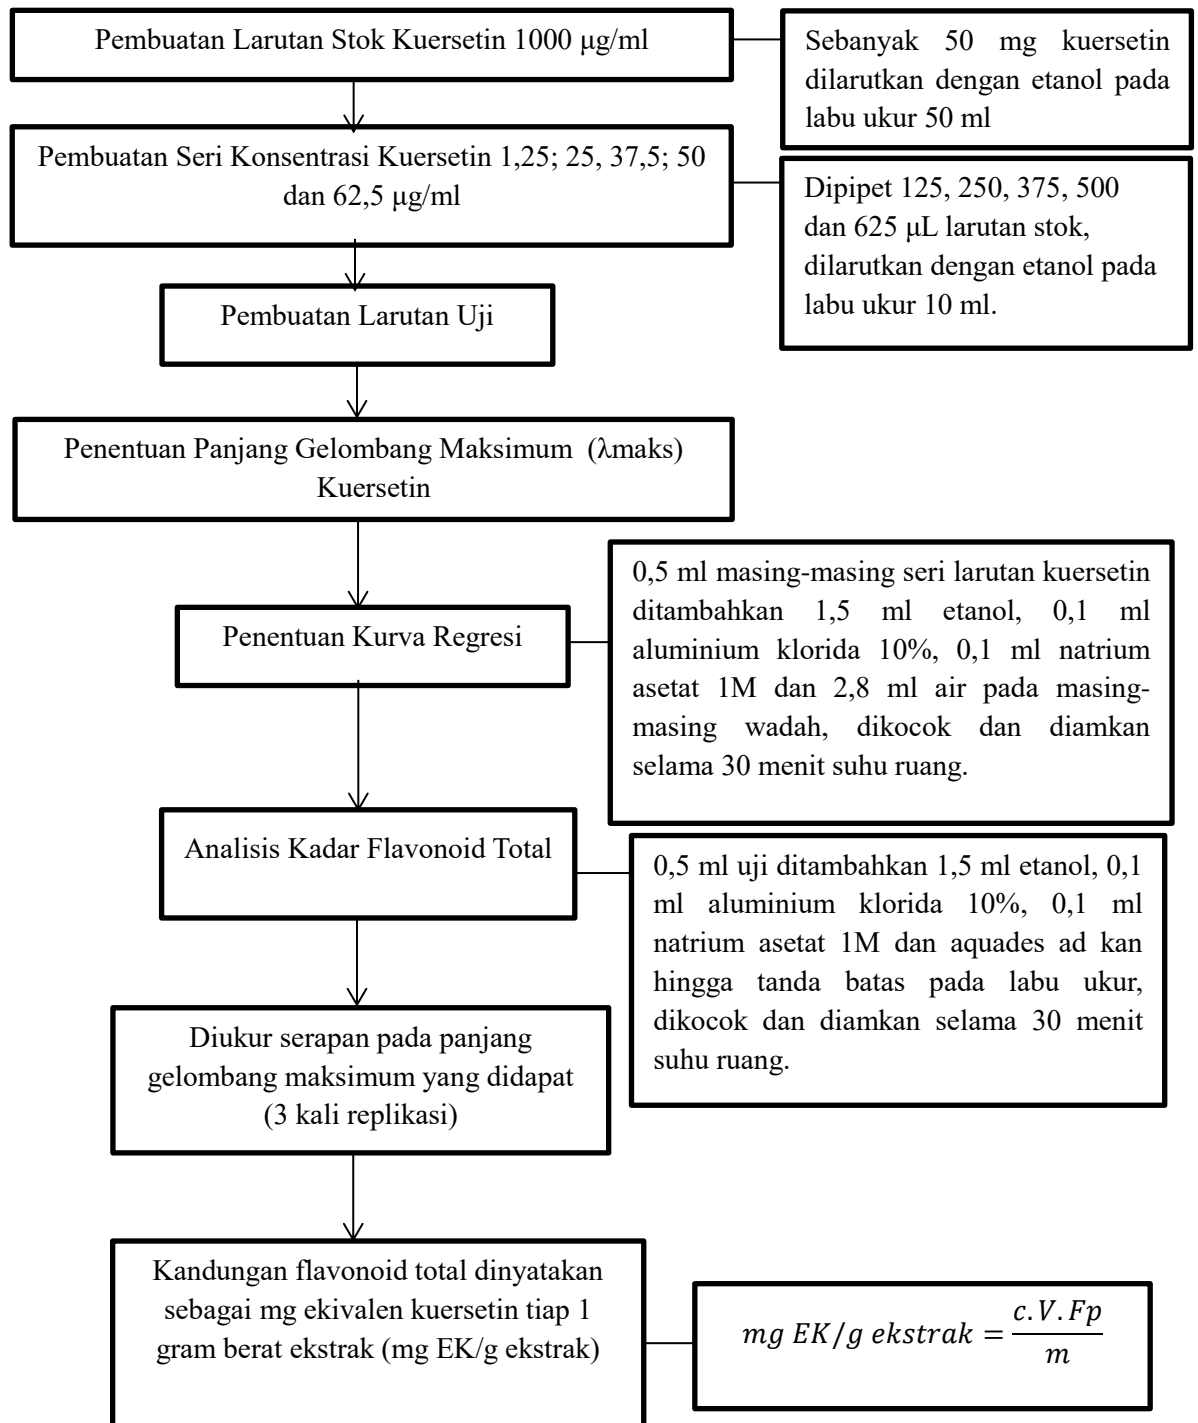 Pembuatan Larutan Stok Kuersetin 1000 μg/ml
Sebanyak 50 mg kuersetin
dilarutkan dengan etanol pada
labu ukur 50 ml
Pembuatan Seri Konsentrasi Kuersetin 1,25; 25, 37,5; 50
dan 62,5 μg/ml
Dipipet 125, 250, 375, 500
dan 625 μL larutan stok,
dilarutkan dengan etanol pada
labu ukur 10 ml.
Pembuatan Larutan Uji
Penentuan Panjang Gelombang Maksimum (λmaks)
Kuersetin
Penentuan Kurva Regresi
0,5 ml masing-masing seri larutan kuersetin
ditambahkan 1,5 ml etanol, 0,1 ml
aluminium klorida 10%, 0,1 ml natrium
asetat 1M dan 2,8 ml air pada masing-
masing wadah, dikocok dan diamkan
selama 30 menit suhu ruang.
Analisis Kadar Flavonoid Total
0,5 ml uji ditambahkan 1,5 ml etanol, 0,1
ml aluminium klorida 10%, 0,1 ml
natrium asetat 1M dan aquades ad kan
hingga tanda batas pada labu ukur,
dikocok dan diamkan selama 30 menit
suhu ruang.
Diukur serapan pada panjang
gelombang maksimum yang didapat
(3 kali replikasi)
Kandungan flavonoid total dinyatakan
sebagai mg ekivalen kuersetin tiap 1
gram berat ekstrak (mg EK/g ekstrak)
mg EK/g ekstrak = c.V.Fp / m